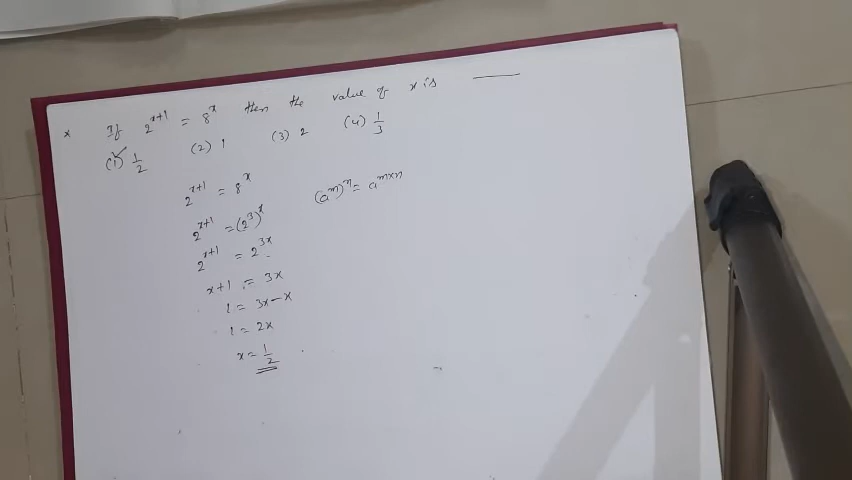 * If 2^{x+1} = 8^x then the value of x is ____
(1) 1/2 (2) 1 (3) 2 (4) 1/3
2^{x+1} = 8^x
(a^m)^n = a^{m×n}
2^{x+1} = (2^3)^x
2^{x+1} = 2^{3x}
x+1 = 3x
1 = 3x-x
1 = 2x
x = 1/2